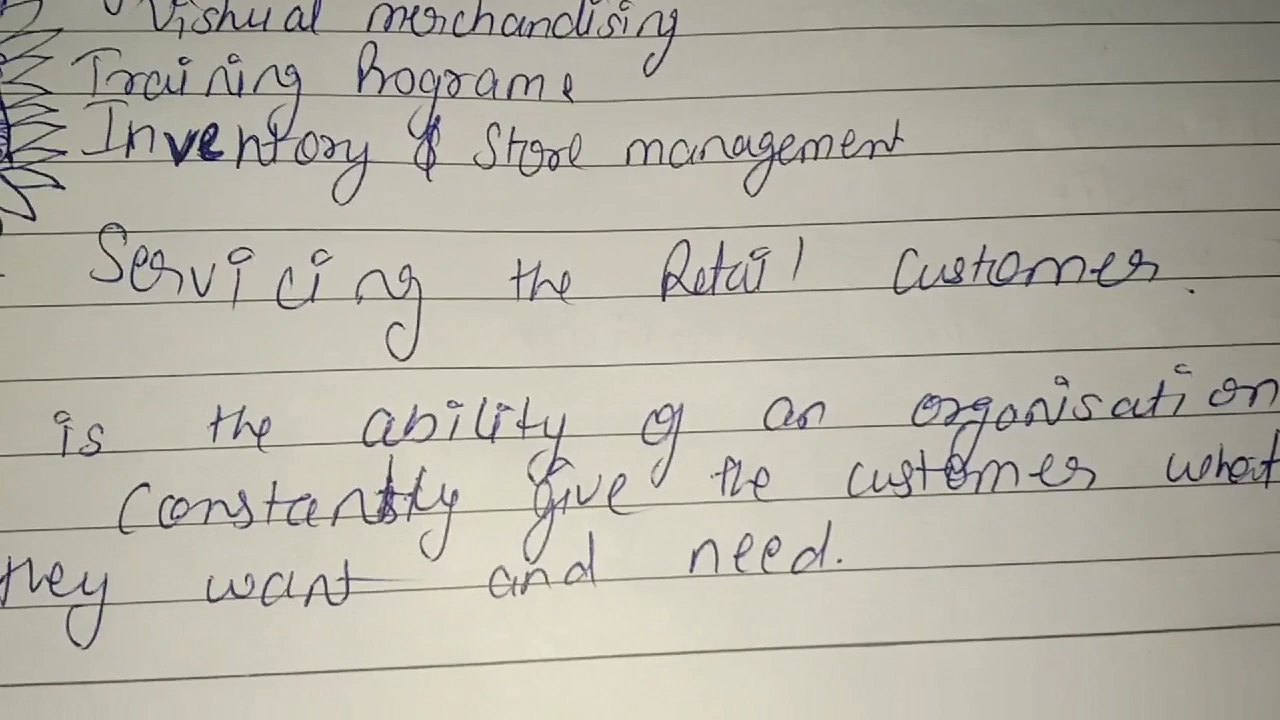 Vishual merchandising
Training Programe
Inventory & Store management
Servicing the Retail Customer.
is the ability of an organisation
Constantly give the customer what
they want and need.